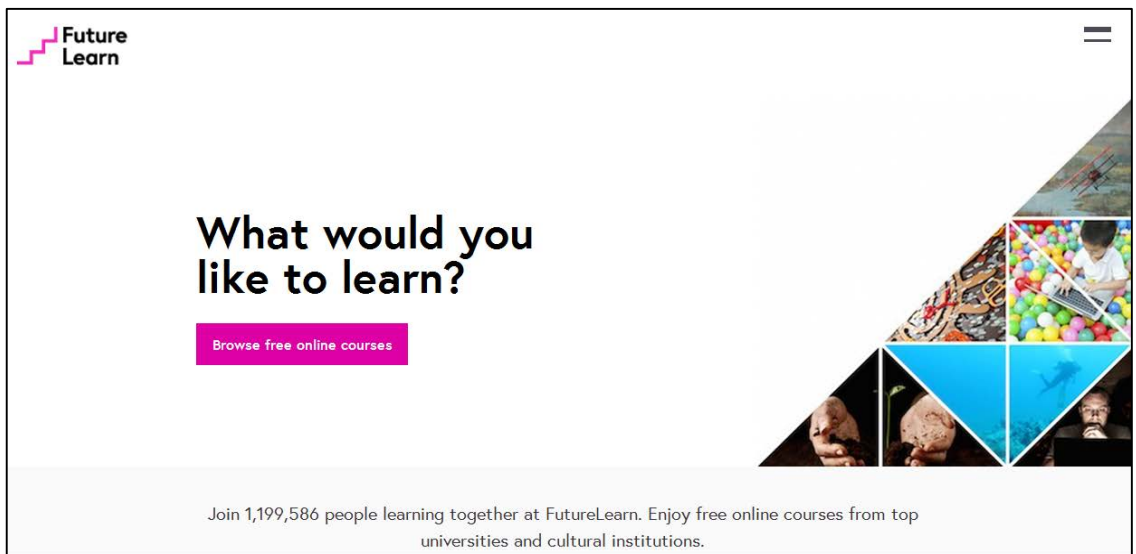 Future
Learn
What would you
like to learn?
Browse free online courses
Join 1,199,586 people learning together at FutureLearn. Enjoy free online courses from top
universities and cultural institutions.